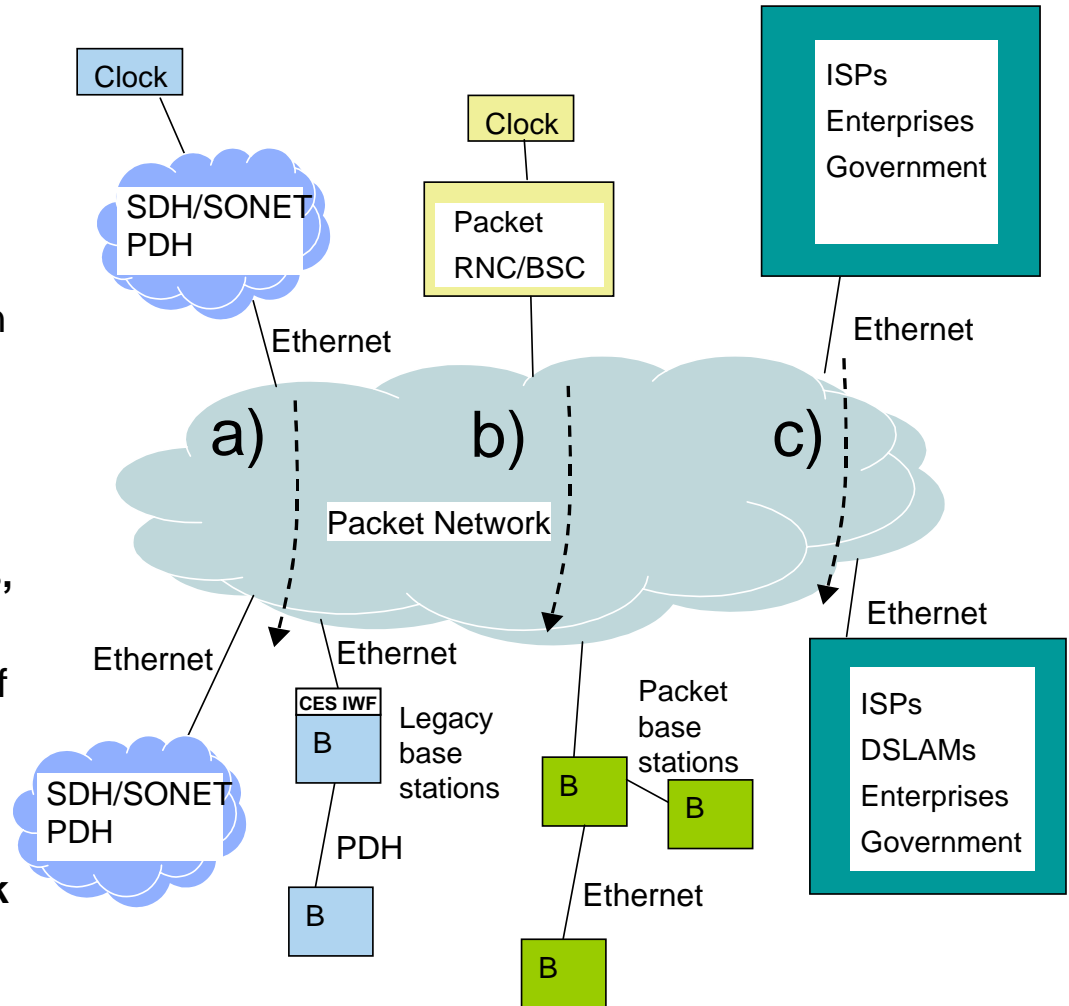 Clock
SDH/SONET
PDH
Ethernet
Clock
Packet
RNC/BSC
ISPs
Enterprises
Government
Ethernet
a)
b)
c)
Packet Network
n
,
f
k
Ethernet
SDH/SONET
PDH
Ethernet
CES IWF
B
Legacy
base
stations
PDH
B
Packet
base
stations
B
B
Ethernet
B
Ethernet
ISPs
DSLAMs
Enterprises
Government